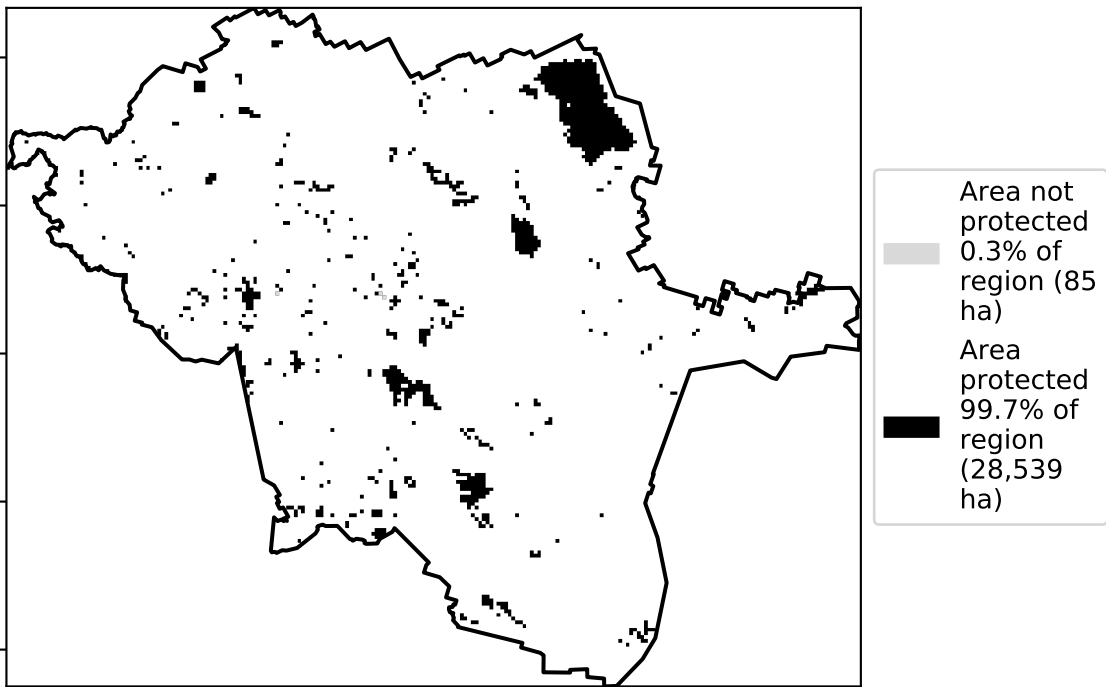 Area not
protected
0.3% of
region (85
ha)
Area
protected
99.7% of
region
(28,539
ha)